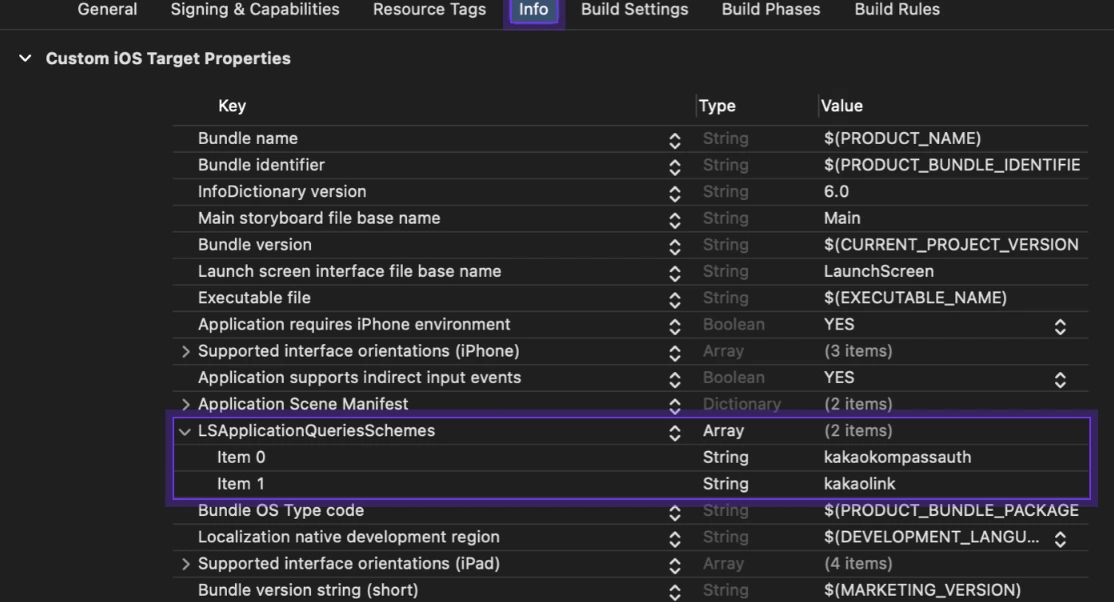 General Signing & Capabilities Resource Tags Info Build Settings Build Phases Build Rules
Custom iOS Target Properties
Key Type Value
Bundle name String $(PRODUCT_NAME)
Bundle identifier String $(PRODUCT_BUNDLE_IDENTIFIE
InfoDictionary version String 6.0
Main storyboard file base name String Main
Bundle version String $(CURRENT_PROJECT_VERSION
Launch screen interface file base name String LaunchScreen
Executable file String $(EXECUTABLE_NAME)
Application requires iPhone environment Boolean YES
Supported interface orientations (iPhone) Array (3 items)
Application supports indirect input events Boolean YES
Application Scene Manifest Dictionary (2 items)
LSApplicationQueriesSchemes Array (2 items)
Item 0 String kakaokompassauth
Item 1 String kakaolink
Bundle OS Type code String $(PRODUCT_BUNDLE_PACKAGE
Localization native development region String $(DEVELOPMENT_LANGU...
Supported interface orientations (iPad) Array (4 items)
Bundle version string (short) String $(MARKETING_VERSION)